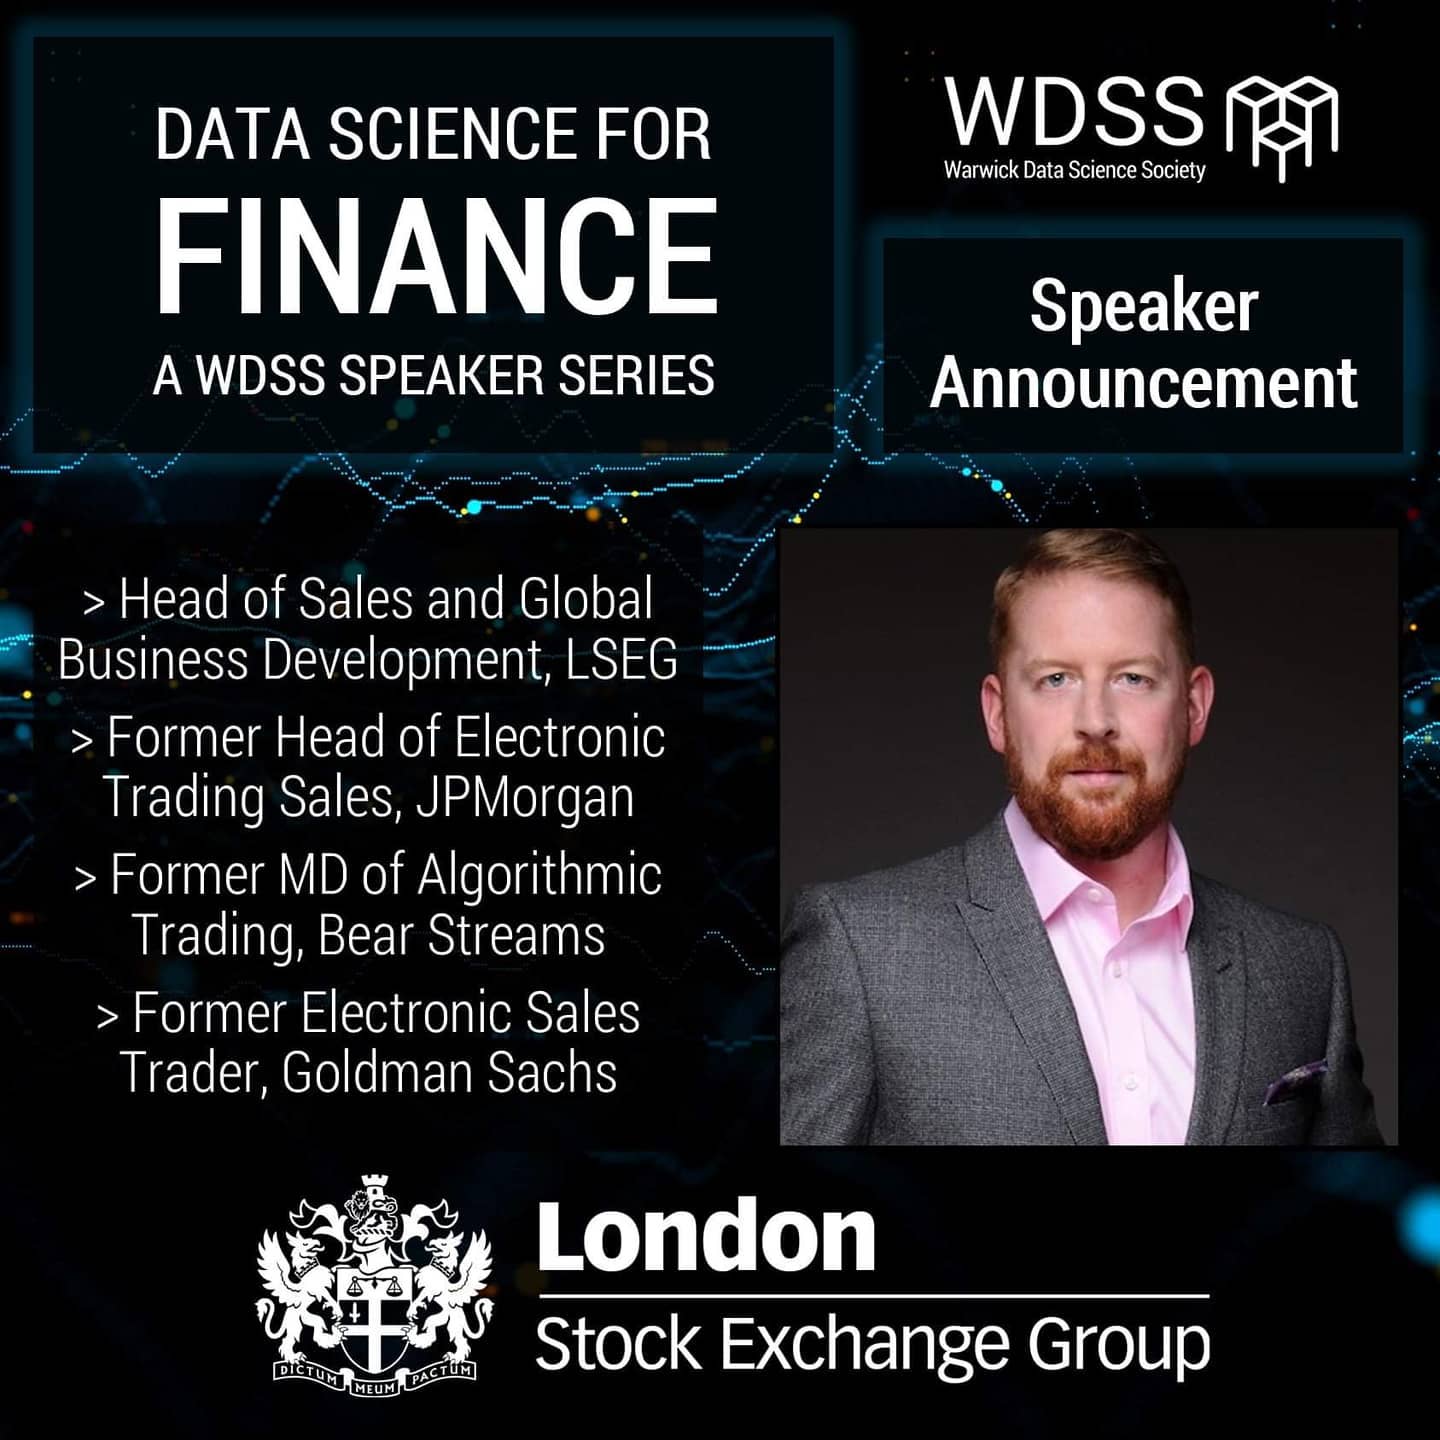 DATA SCIENCE FOR
FINANCE
A WDSS SPEAKER SERIES
WDSS
Warwick Data Science Society
Speaker
Announcement
> Head of Sales and Global
Business Development, LSEG
> Former Head of Electronic
Trading Sales, JPMorgan
> Former MD of Algorithmic
Trading, Bear Streams
> Former Electronic Sales
Trader, Goldman Sachs
DICTUM MEUM PACTUM
London
Stock Exchange Group